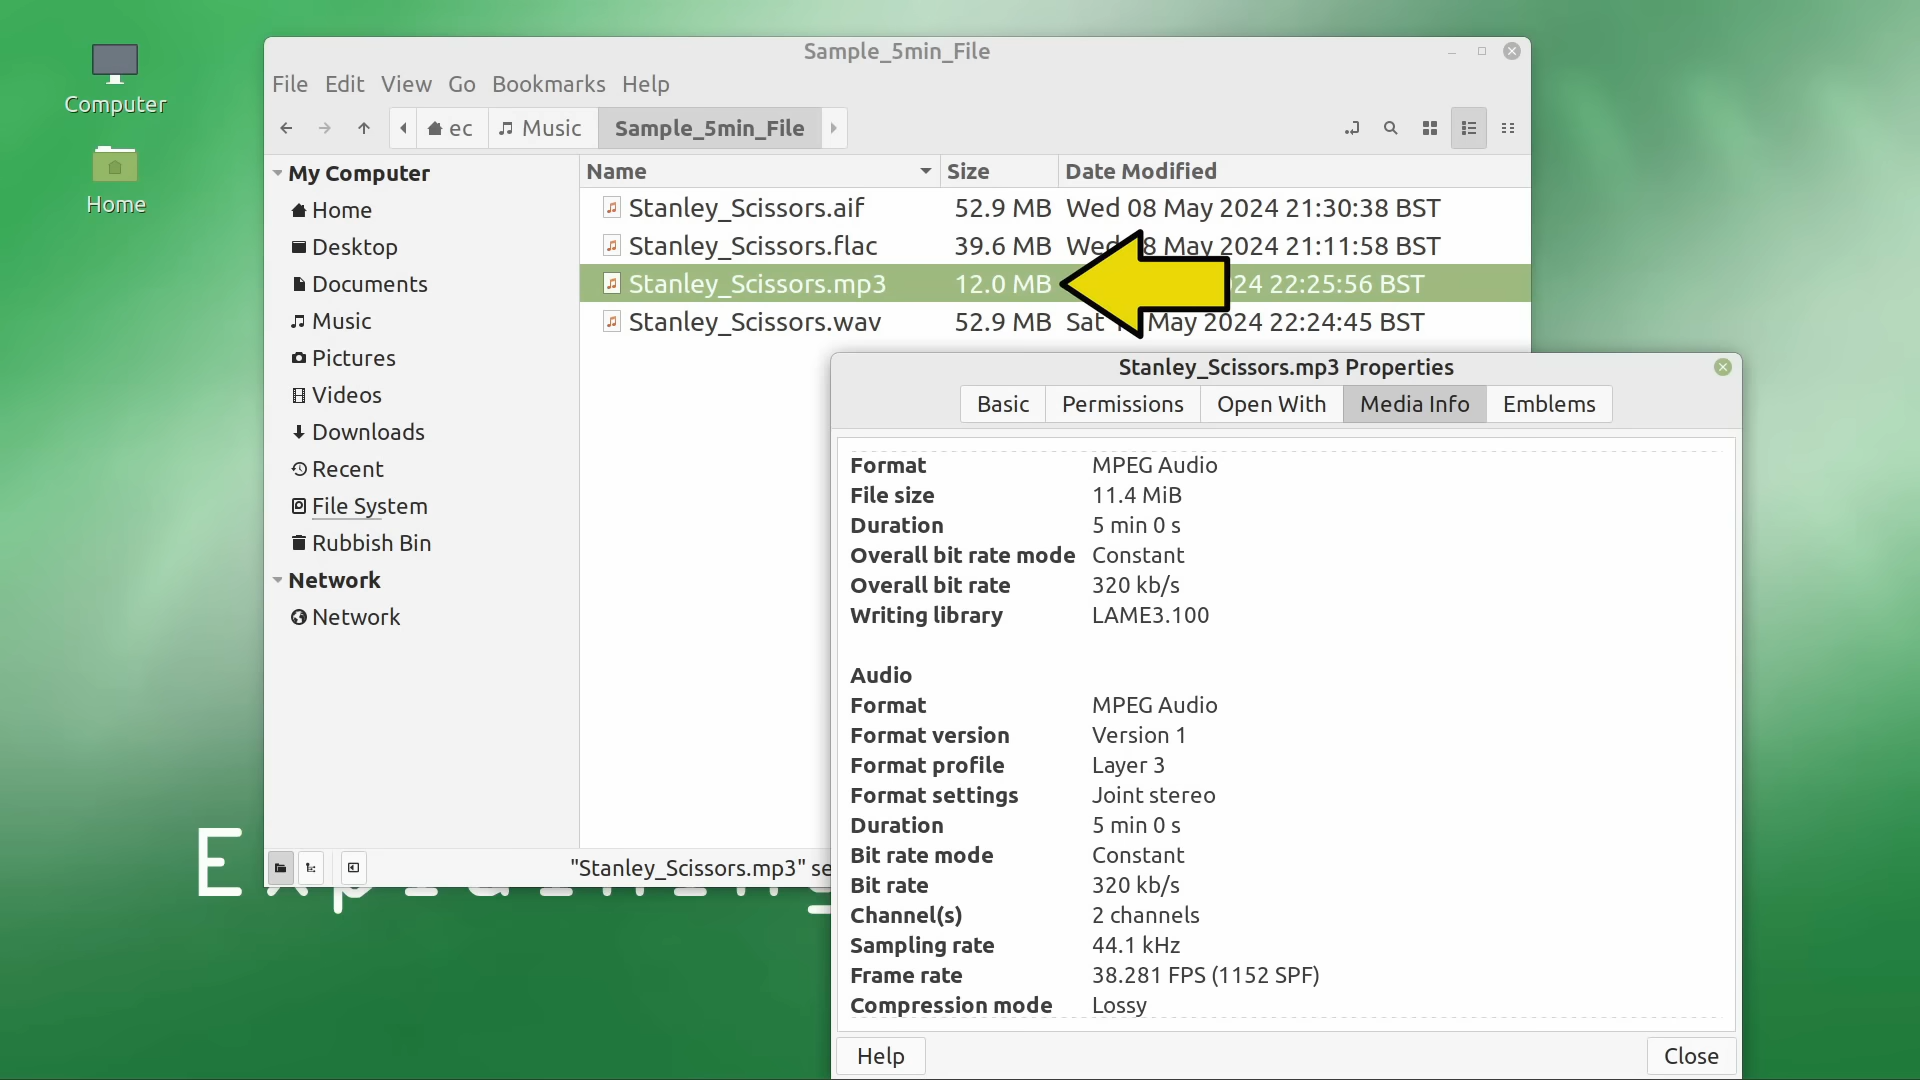 Computer
Home
Sample_5min_File
File Edit View Go Bookmarks Help
ec Music Sample_5min_File
My Computer
Home
Desktop
Documents
Music
Pictures
Videos
Downloads
Recent
File System
Rubbish Bin
Network
Network
Name Size Date Modified
Stanley_Scissors.aif 52.9 MB Wed 08 May 2024 21:30:38 BST
Stanley_Scissors.flac 39.6 MB Wed 8 May 2024 21:11:58 BST
Stanley_Scissors.mp3 12.0 MB 24 22:25:56 BST
Stanley_Scissors.wav 52.9 MB Sat 1 May 2024 22:24:45 BST
"Stanley_Scissors.mp3" se
Stanley_Scissors.mp3 Properties
Basic Permissions Open With Media Info Emblems
Format MPEG Audio
File size 11.4 MiB
Duration 5 min 0 s
Overall bit rate mode Constant
Overall bit rate 320 kb/s
Writing library LAME3.100
Audio
Format MPEG Audio
Format version Version 1
Format profile Layer 3
Format settings Joint stereo
Duration 5 min 0 s
Bit rate mode Constant
Bit rate 320 kb/s
Channel(s) 2 channels
Sampling rate 44.1 kHz
Frame rate 38.281 FPS (1152 SPF)
Compression mode Lossy
Help Close